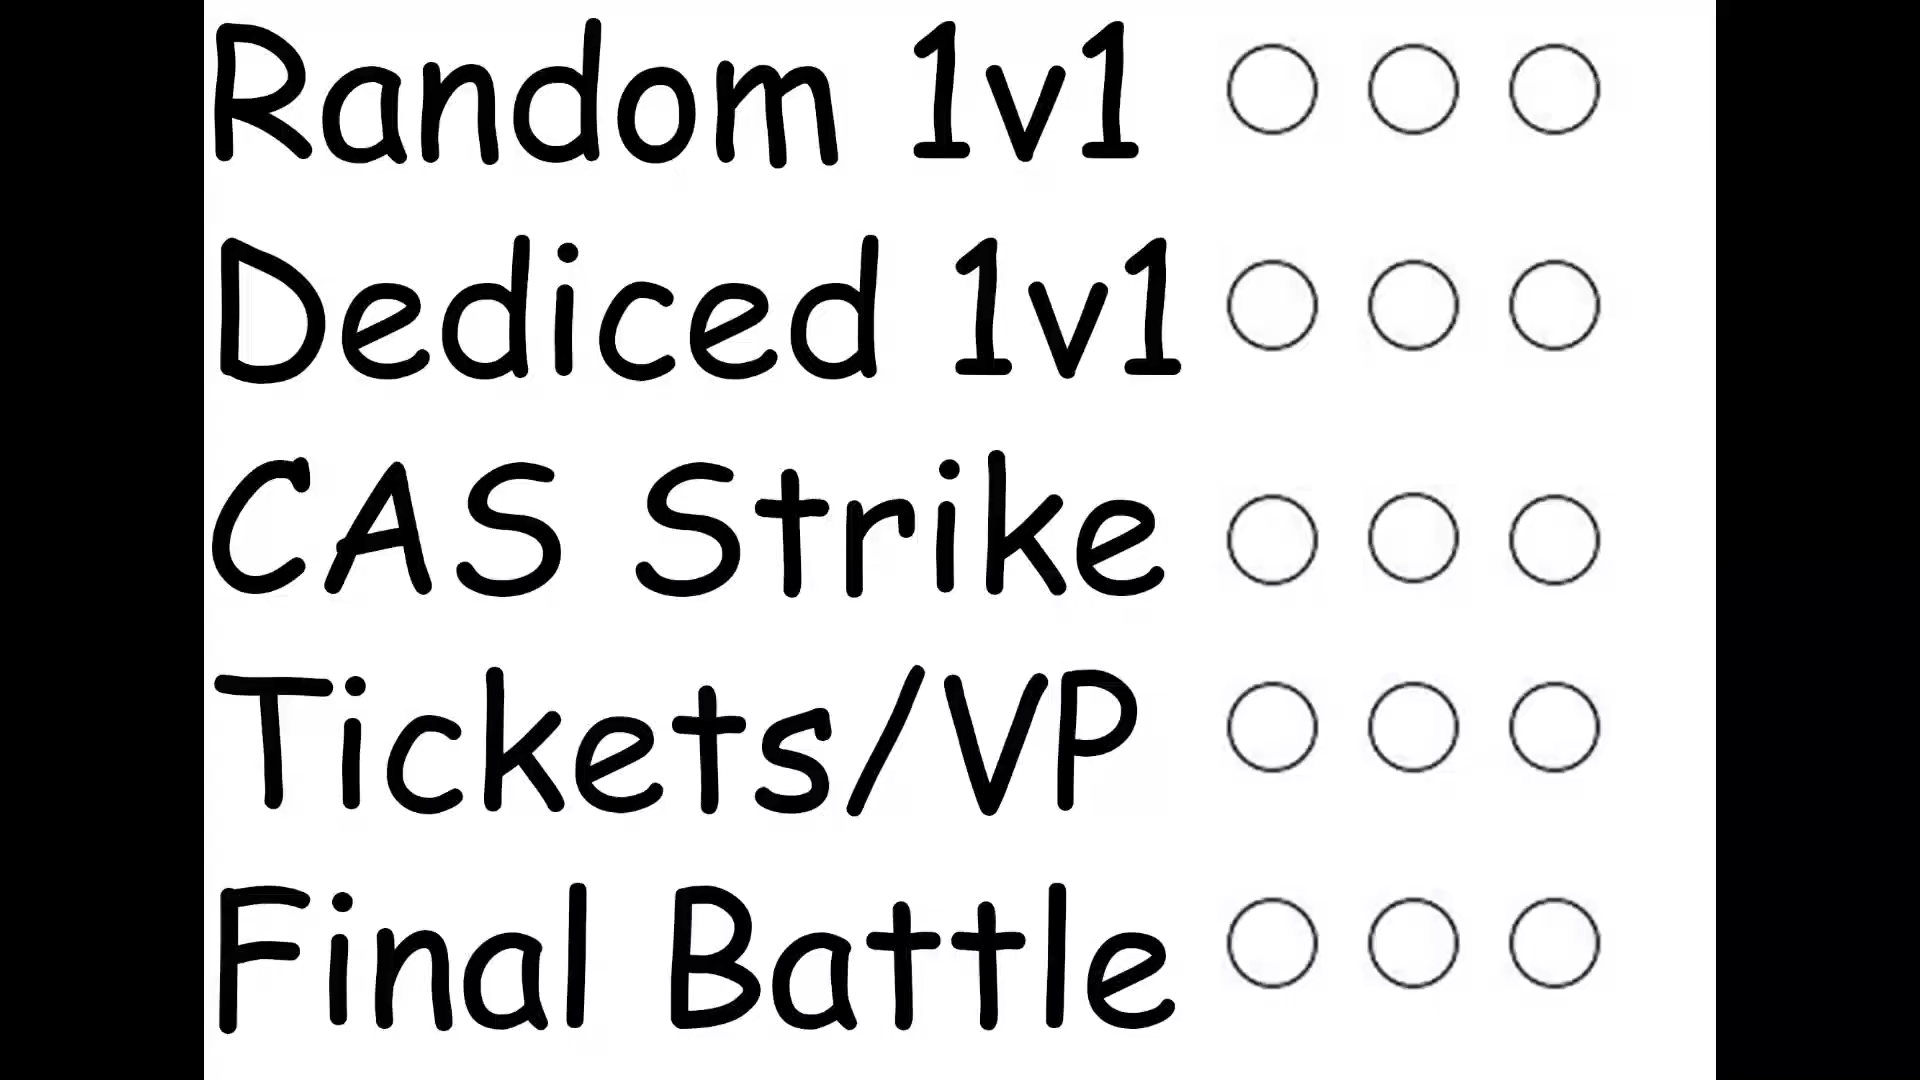 Random 1v1
Dediced 1v1
CAS Strike
Tickets/VP
Final Battle